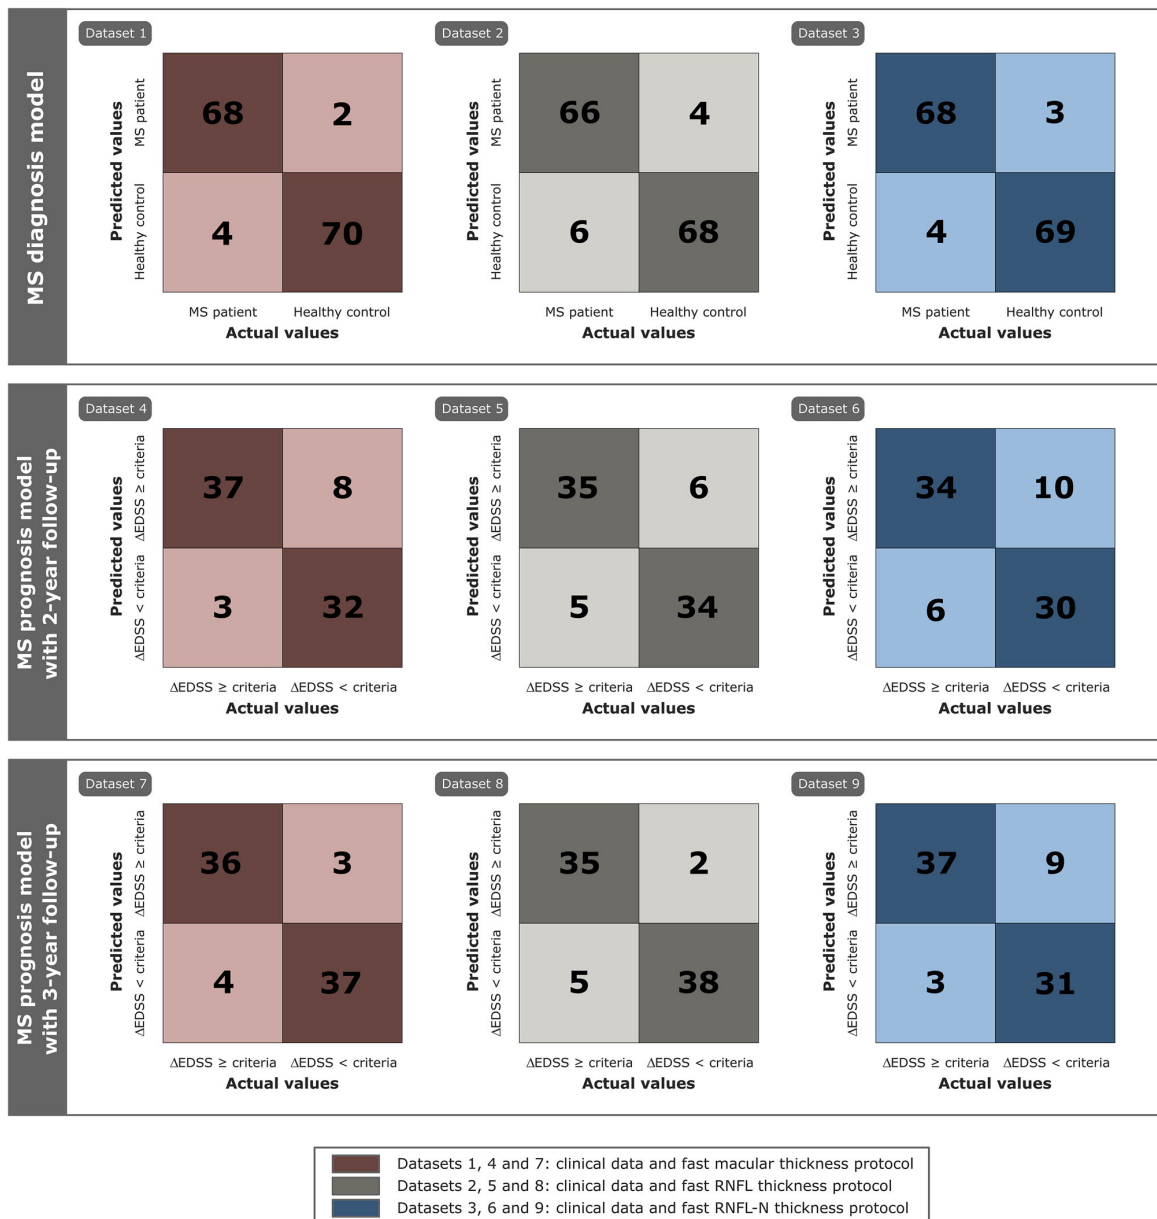 MS diagnosis model
Dataset 1
Predicted values
MS patient
Healthy control
68
2
4
70
MS patient
Healthy control
Actual values
Dataset 2
Predicted values
MS patient
Healthy control
66
4
6
68
MS patient
Healthy control
Actual values
Dataset 3
Predicted values
MS patient
Healthy control
68
3
4
69
MS patient
Healthy control
Actual values
MS prognosis model
with 2-year follow-up
Dataset 4
Predicted values
ΔEDSS ≥ criteria
ΔEDSS < criteria
37
8
3
32
ΔEDSS ≥ criteria
ΔEDSS < criteria
Actual values
Dataset 5
Predicted values
ΔEDSS ≥ criteria
ΔEDSS < criteria
35
6
5
34
ΔEDSS ≥ criteria
ΔEDSS < criteria
Actual values
Dataset 6
Predicted values
ΔEDSS ≥ criteria
ΔEDSS < criteria
34
10
6
30
ΔEDSS ≥ criteria
ΔEDSS < criteria
Actual values
MS prognosis model
with 3-year follow-up
Dataset 7
Predicted values
ΔEDSS ≥ criteria
ΔEDSS < criteria
36
3
4
37
ΔEDSS ≥ criteria
ΔEDSS < criteria
Actual values
Dataset 8
Predicted values
ΔEDSS ≥ criteria
ΔEDSS < criteria
35
2
5
38
ΔEDSS ≥ criteria
ΔEDSS < criteria
Actual values
Dataset 9
Predicted values
ΔEDSS ≥ criteria
ΔEDSS < criteria
37
9
3
31
ΔEDSS ≥ criteria
ΔEDSS < criteria
Actual values
Datasets 1, 4 and 7: clinical data and fast macular thickness protocol
Datasets 2, 5 and 8: clinical data and fast RNFL thickness protocol
Datasets 3, 6 and 9: clinical data and fast RNFL-N thickness protocol